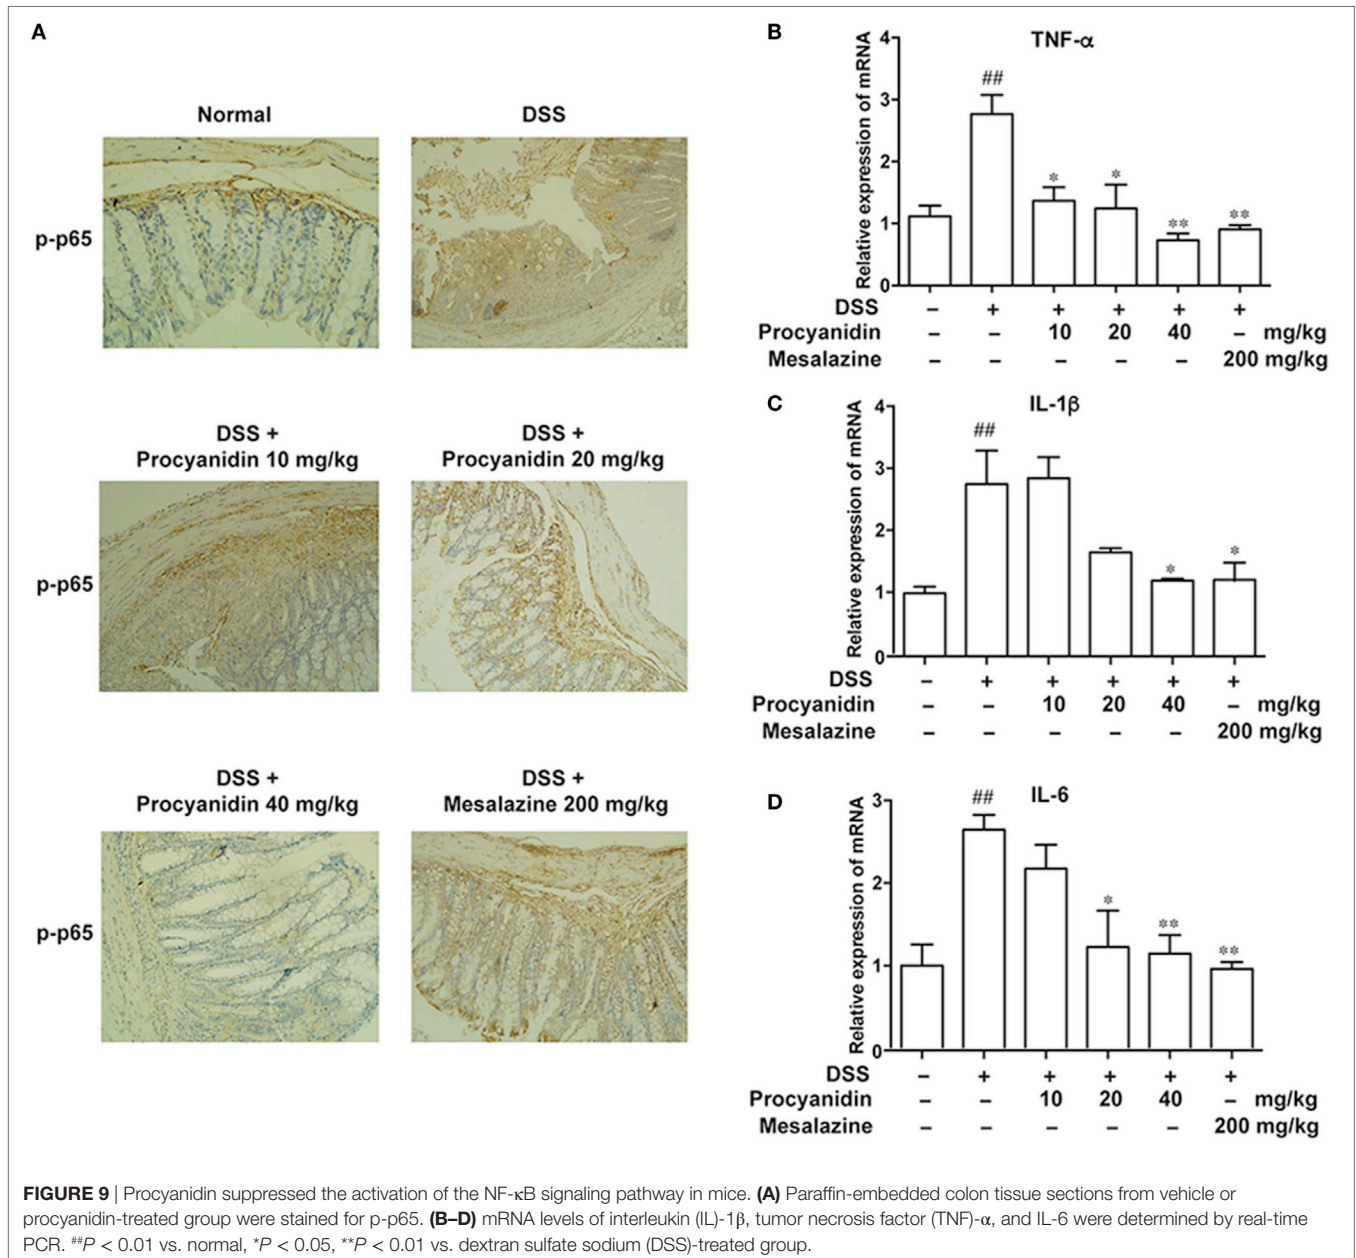 A
Normal
DSS
p-p65
DSS +
Procyanidin 10 mg/kg
DSS +
Procyanidin 20 mg/kg
p-p65
DSS +
Procyanidin 40 mg/kg
DSS +
Mesalazine 200 mg/kg
p-p65
B
TNF-α
Relative expression of mRNA
4
3
2
1
0
##
*
*
**
**
DSS – + + + + +
Procyanidin – – 10 20 40 – mg/kg
Mesalazine – – – – – 200 mg/kg
C
IL-1β
Relative expression of mRNA
4
3
2
1
0
##
*
*
DSS – + + + + +
Procyanidin – – 10 20 40 – mg/kg
Mesalazine – – – – – 200 mg/kg
D
IL-6
Relative expression of mRNA
3
2
1
0
##
*
**
**
DSS – + + + + +
Procyanidin – – 10 20 40 – mg/kg
Mesalazine – – – – – 200 mg/kg
FIGURE 9 | Procyanidin suppressed the activation of the NF-κB signaling pathway in mice. (A) Paraffin-embedded colon tissue sections from vehicle or
procyanidin-treated group were stained for p-p65. (B–D) mRNA levels of interleukin (IL)-1β, tumor necrosis factor (TNF)-α, and IL-6 were determined by real-time
PCR. ##P < 0.01 vs. normal, *P < 0.05, **P < 0.01 vs. dextran sulfate sodium (DSS)-treated group.